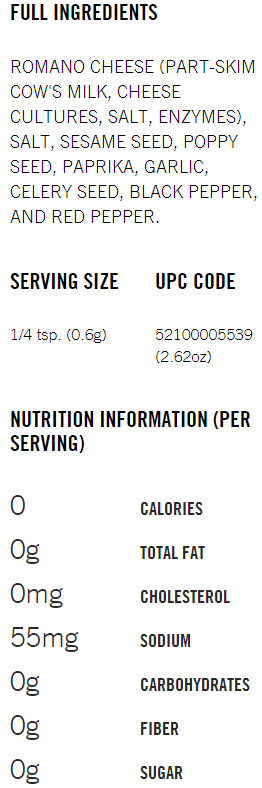 FULL INGREDIENTS
ROMANO CHEESE (PART-SKIM
COW'S MILK, CHEESE
CULTURES, SALT, ENZYMES),
SALT, SESAME SEED, POPPY
SEED, PAPRIKA, GARLIC,
CELERY SEED, BLACK PEPPER,
AND RED PEPPER.
SERVING SIZE
1/4 tsp. (0.6g)
UPC CODE
52100005539
(2.62oz)
NUTRITION INFORMATION (PER
SERVING)
0 CALORIES
0g TOTAL FAT
0mg CHOLESTEROL
55mg SODIUM
0g CARBOHYDRATES
0g FIBER
0g SUGAR